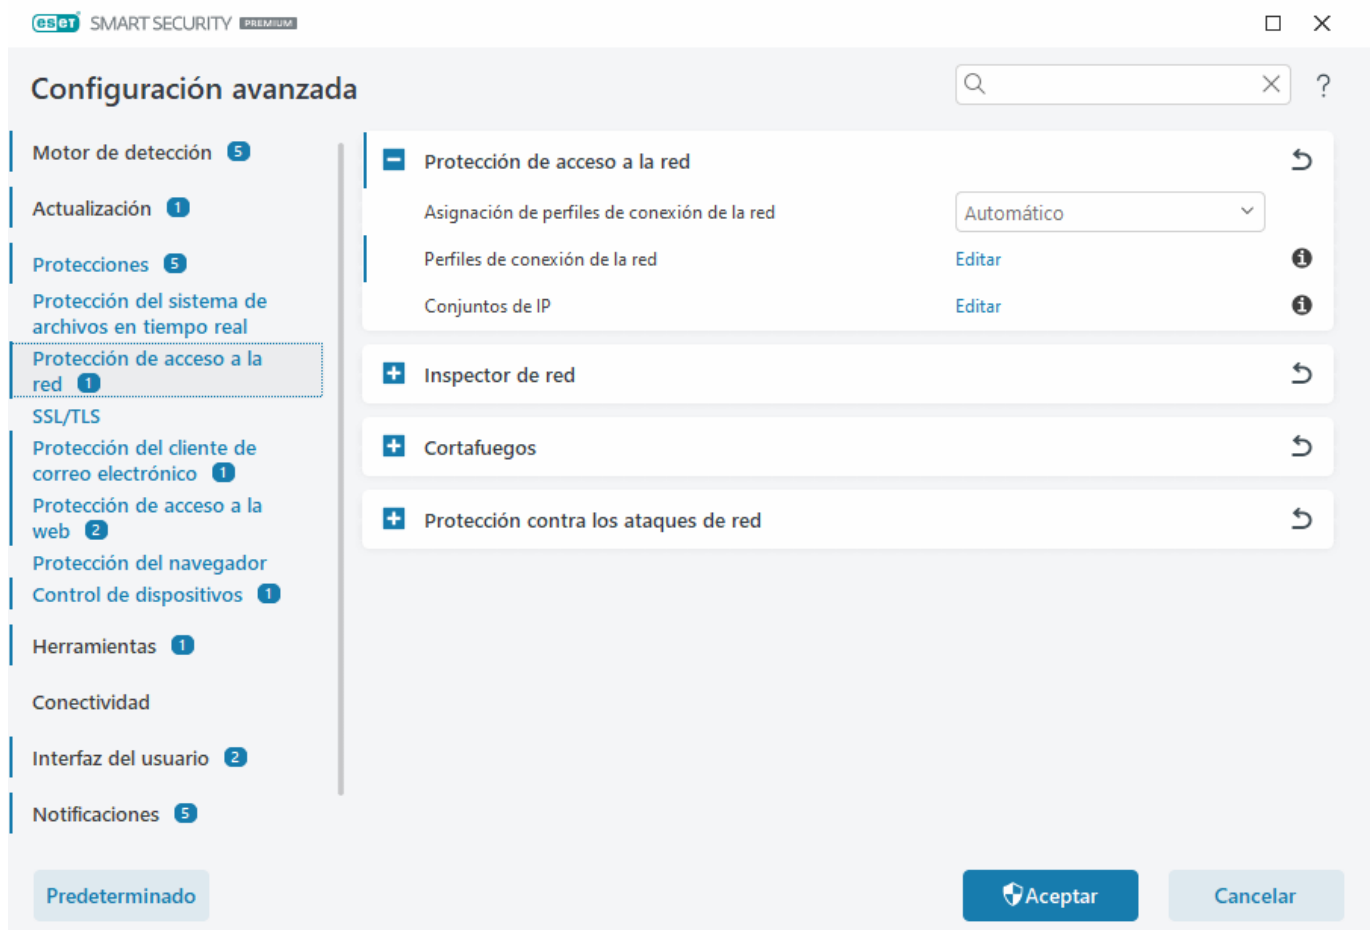 eset SMART SECURITY PREMIUM
Configuración avanzada
?
Motor de detección 5
Actualización 1
Protecciones 5
Protección del sistema de
archivos en tiempo real
Protección de acceso a la
red 1
SSL/TLS
Protección del cliente de
correo electrónico 1
Protección de acceso a la
web 2
Protección del navegador
Control de dispositivos 1
Herramientas 1
Conectividad
Interfaz del usuario 2
Notificaciones 5
Protección de acceso a la red
Asignación de perfiles de conexión de la red Automático
Perfiles de conexión de la red Editar
Conjuntos de IP Editar
Inspector de red
Cortafuegos
Protección contra los ataques de red
Predeterminado
Aceptar
Cancelar